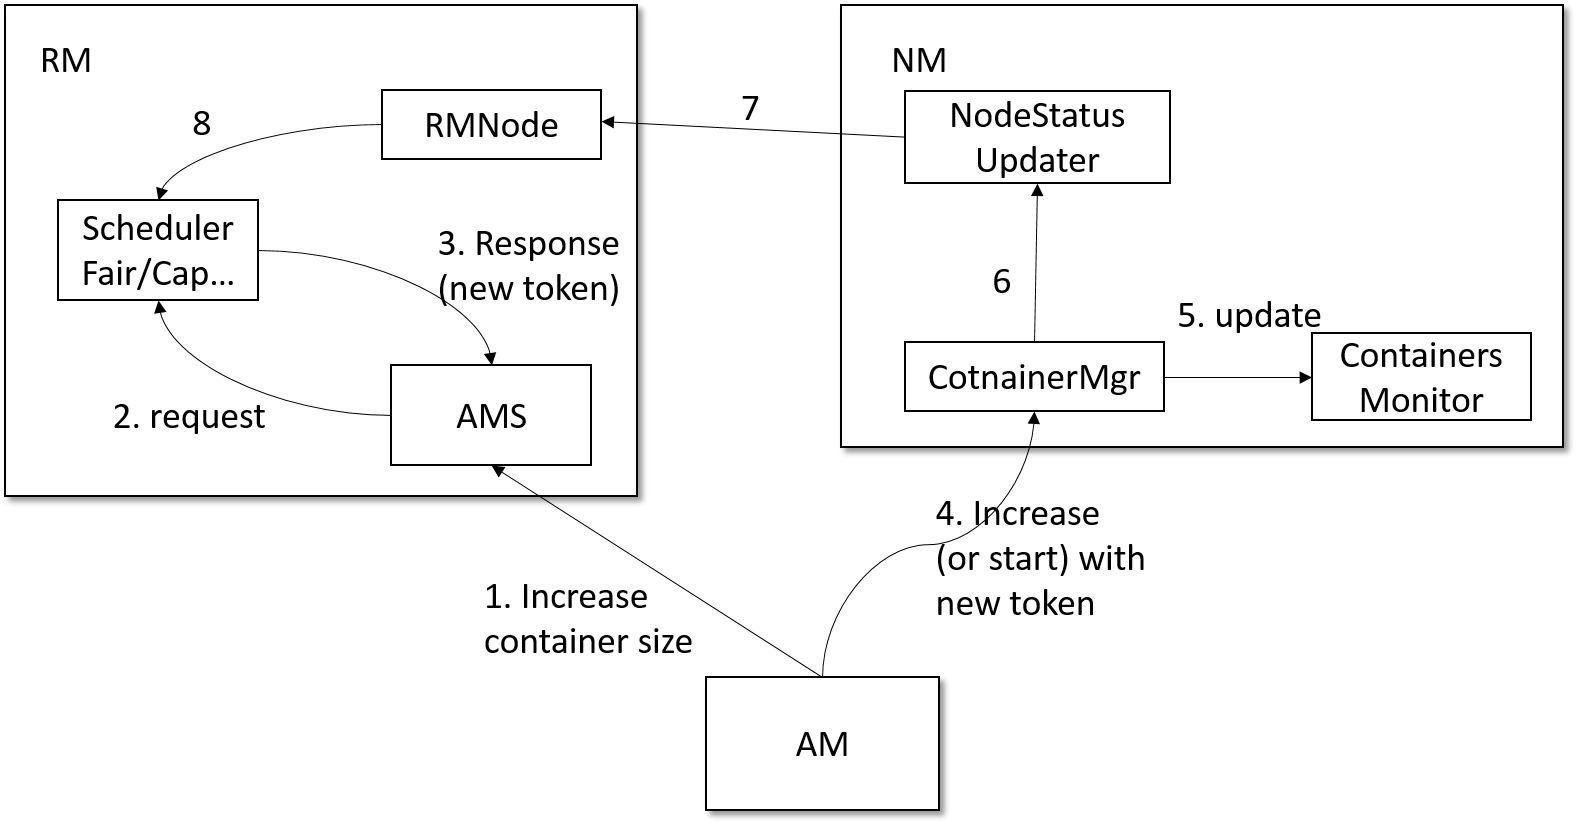 RM
NM
RMNode
7
NodeStatus
Updater
8
Scheduler
Fair/Cap...
3. Response
(new token)
6
5. update
CotnainerMgr
Containers
Monitor
2. request
AMS
4. Increase
(or start) with
new token
1. Increase
container size
AM